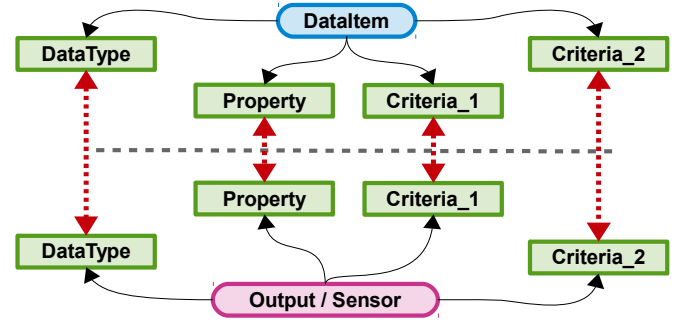 DataItem
DataType
Criteria_2
Property
Criteria_1
Property
Criteria_1
DataType
Criteria_2
Output / Sensor